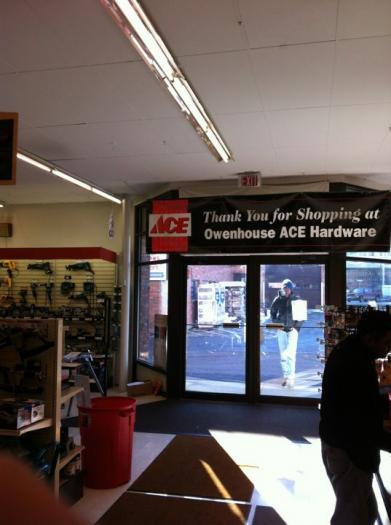 EXIT
ACE
Thank You for Shopping at
Owenhouse ACE Hardware